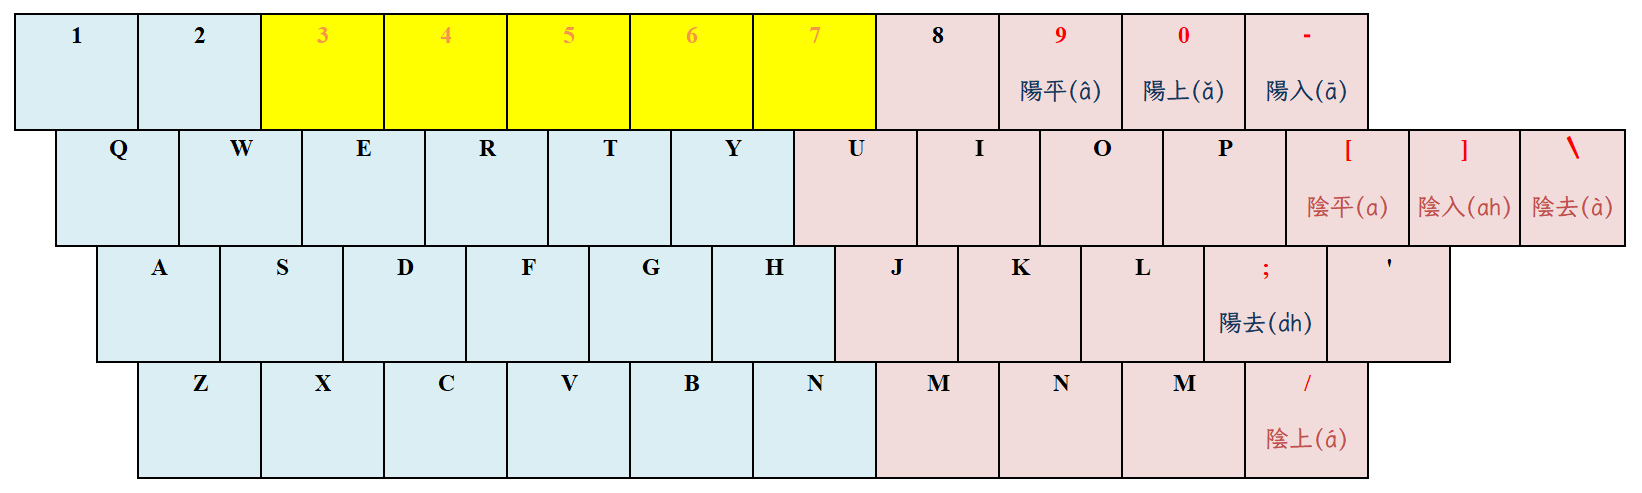 1 2 3 4 5 6 7 8 9 0 -
陽平(â) 陽上(ǎ) 陽入(ā)
Q W E R T Y U I O P [ ] \
陰平(a) 陰入(ah) 陰去(à)
A S D F G H J K L ; '
陽去(a̍h)
Z X C V B N M N M /
陰上(á)